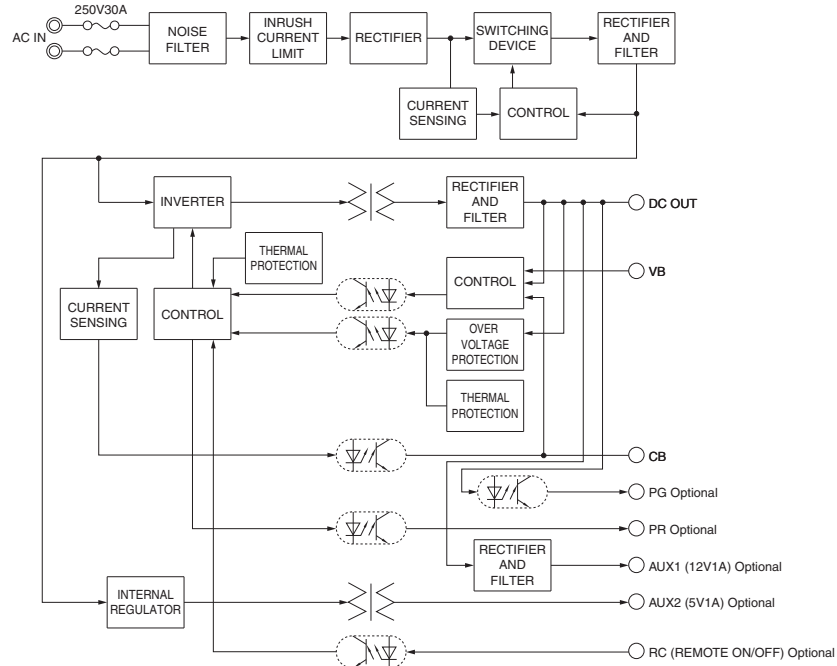 250V30A
AC IN
NOISE
FILTER
INRUSH
CURRENT
LIMIT
RECTIFIER
SWITCHING
DEVICE
RECTIFIER
AND
FILTER
CURRENT
SENSING
CONTROL
INVERTER
RECTIFIER
AND
FILTER
DC OUT
THERMAL
PROTECTION
VB
CONTROL
CURRENT
SENSING
CONTROL
OVER
VOLTAGE
PROTECTION
THERMAL
PROTECTION
CB
PG Optional
PR Optional
RECTIFIER
AND
FILTER
AUX1 (12V1A) Optional
INTERNAL
REGULATOR
AUX2 (5V1A) Optional
RC (REMOTE ON/OFF) Optional